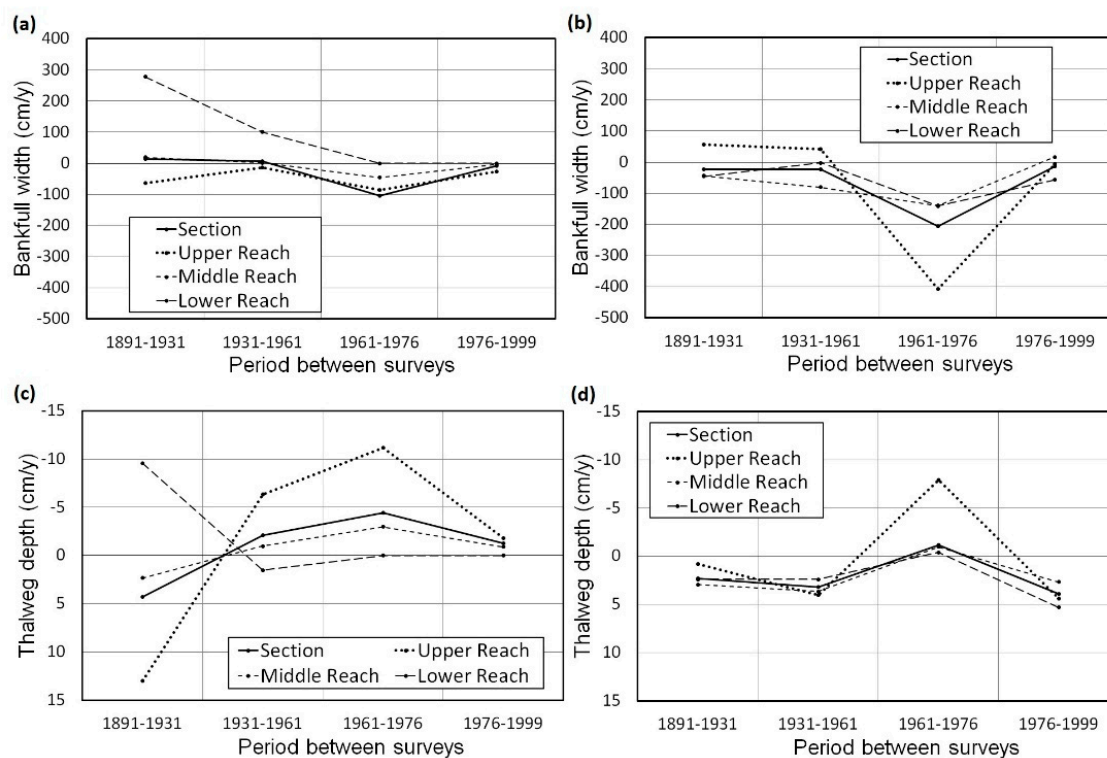 (a)
400
300
200
100
0
-100
-200
-300
-400
-500
Bankfull width (cm/y)
Section
Upper Reach
Middle Reach
Lower Reach
1891-1931 1931-1961 1961-1976 1976-1999
Period between surveys
(b)
400
300
200
100
0
-100
-200
-300
-400
-500
Bankfull width (cm/y)
Section
Upper Reach
Middle Reach
Lower Reach
1891-1931 1931-1961 1961-1976 1976-1999
Period between surveys
(c)
-15
-10
-5
0
5
10
15
Thalweg depth (cm/y)
Section Upper Reach
Middle Reach Lower Reach
1891-1931 1931-1961 1961-1976 1976-1999
Period between surveys
(d)
-15
-10
-5
0
5
10
15
Thalweg depth (cm/y)
Section
Upper Reach
Middle Reach
Lower Reach
1891-1931 1931-1961 1961-1976 1976-1999
Period between surveys